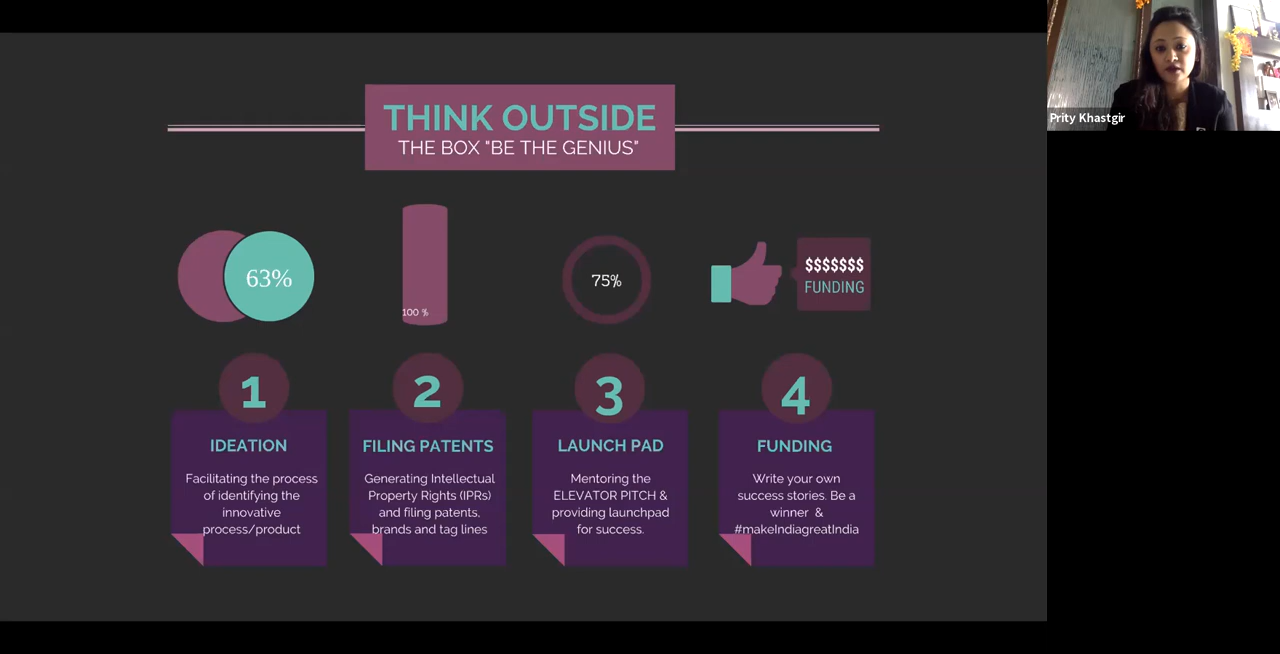 THINK OUTSIDE
THE BOX "BE THE GENIUS"
Prity Khastgir
63%
100 %
75%
$$$$$$$
FUNDING
1
IDEATION
Facilitating the process
of identifying the
innovative
process/product
2
FILING PATENTS
Generating Intellectual
Property Rights (IPRs)
and filing patents,
brands and tag lines
3
LAUNCH PAD
Mentoring the
ELEVATOR PITCH &
providing launchpad
for success.
4
FUNDING
Write your own
success stories. Be a
winner &
#makeIndiagreatIndia